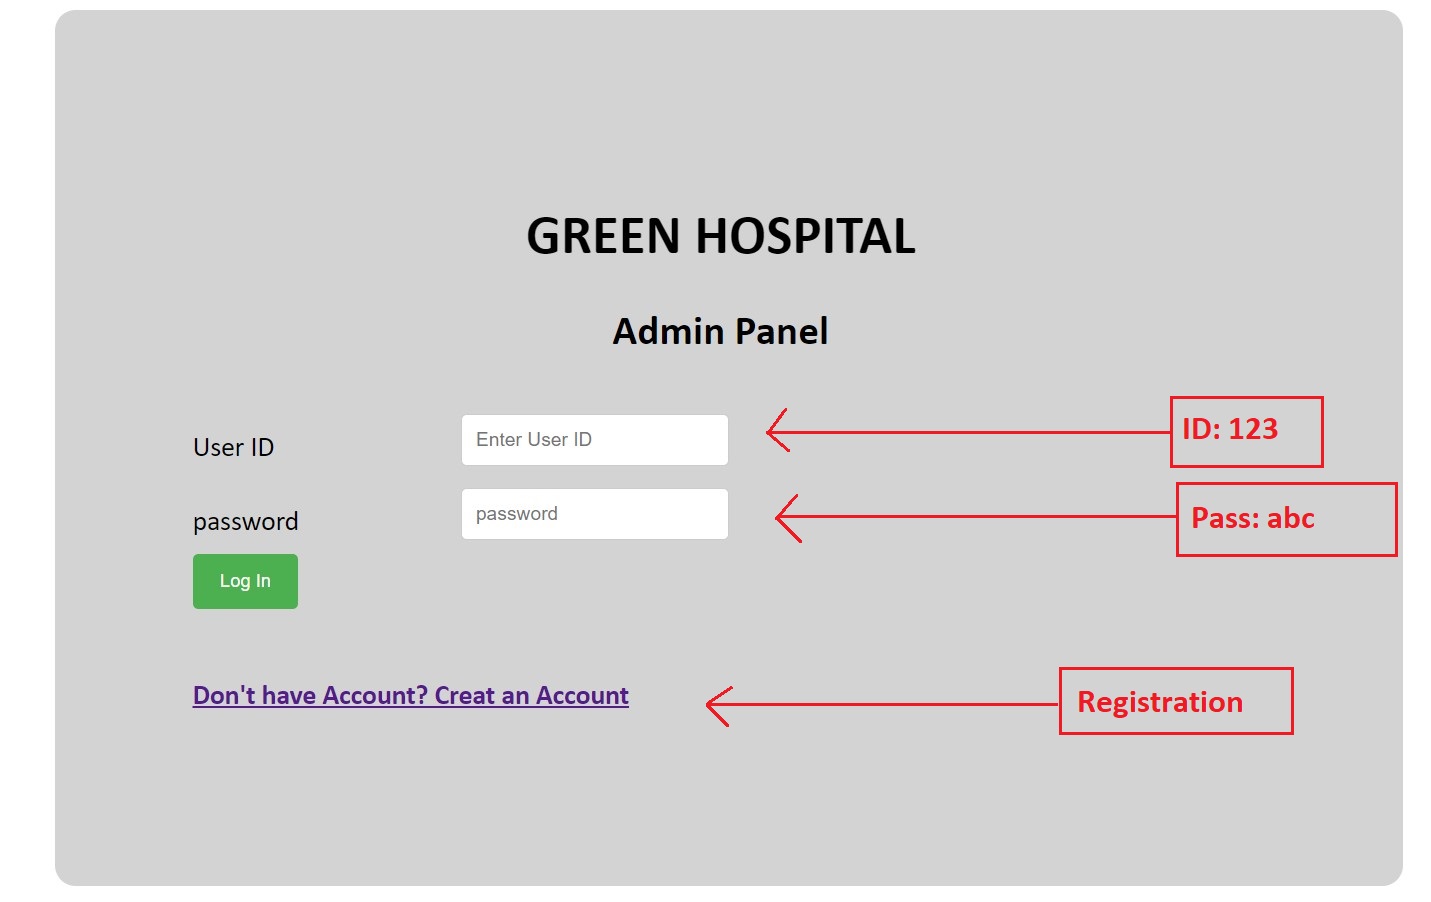 GREEN HOSPITAL
Admin Panel
User ID
Enter User ID
ID: 123
password
password
Pass: abc
Log In
Don't have Account? Creat an Account
Registration